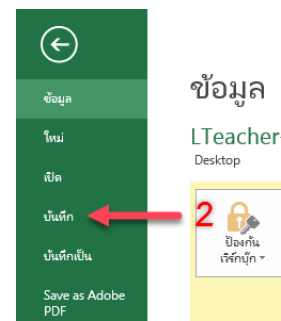 ข้อมูล
ใหม่
เปิด
บันทึก
บันทึกเป็น
Save as Adobe
PDF
ข้อมูล
LTeacher-
Desktop
2
ป้องกัน
เวิร์กบุ๊ก